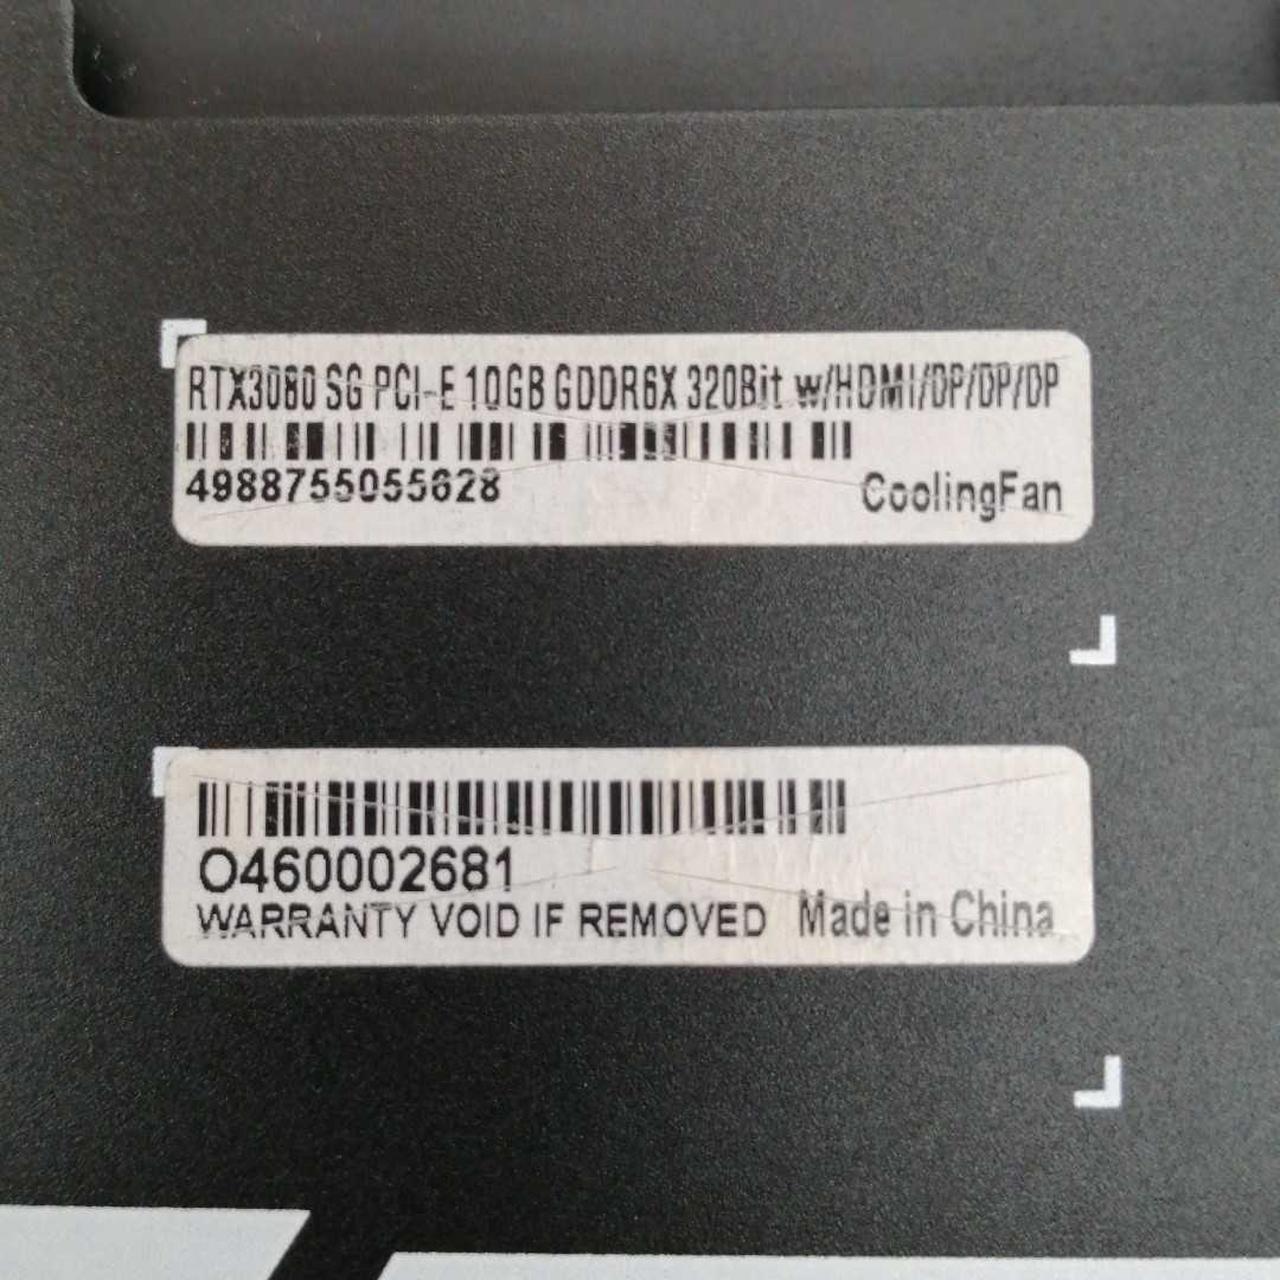 RTX3080 SG PCI-E 10GB GDDR6X 320Bit w/HDMI/DP/DP/DP
4988755055628 CoolingFan
O460002681
WARRANTY VOID IF REMOVED Made in China